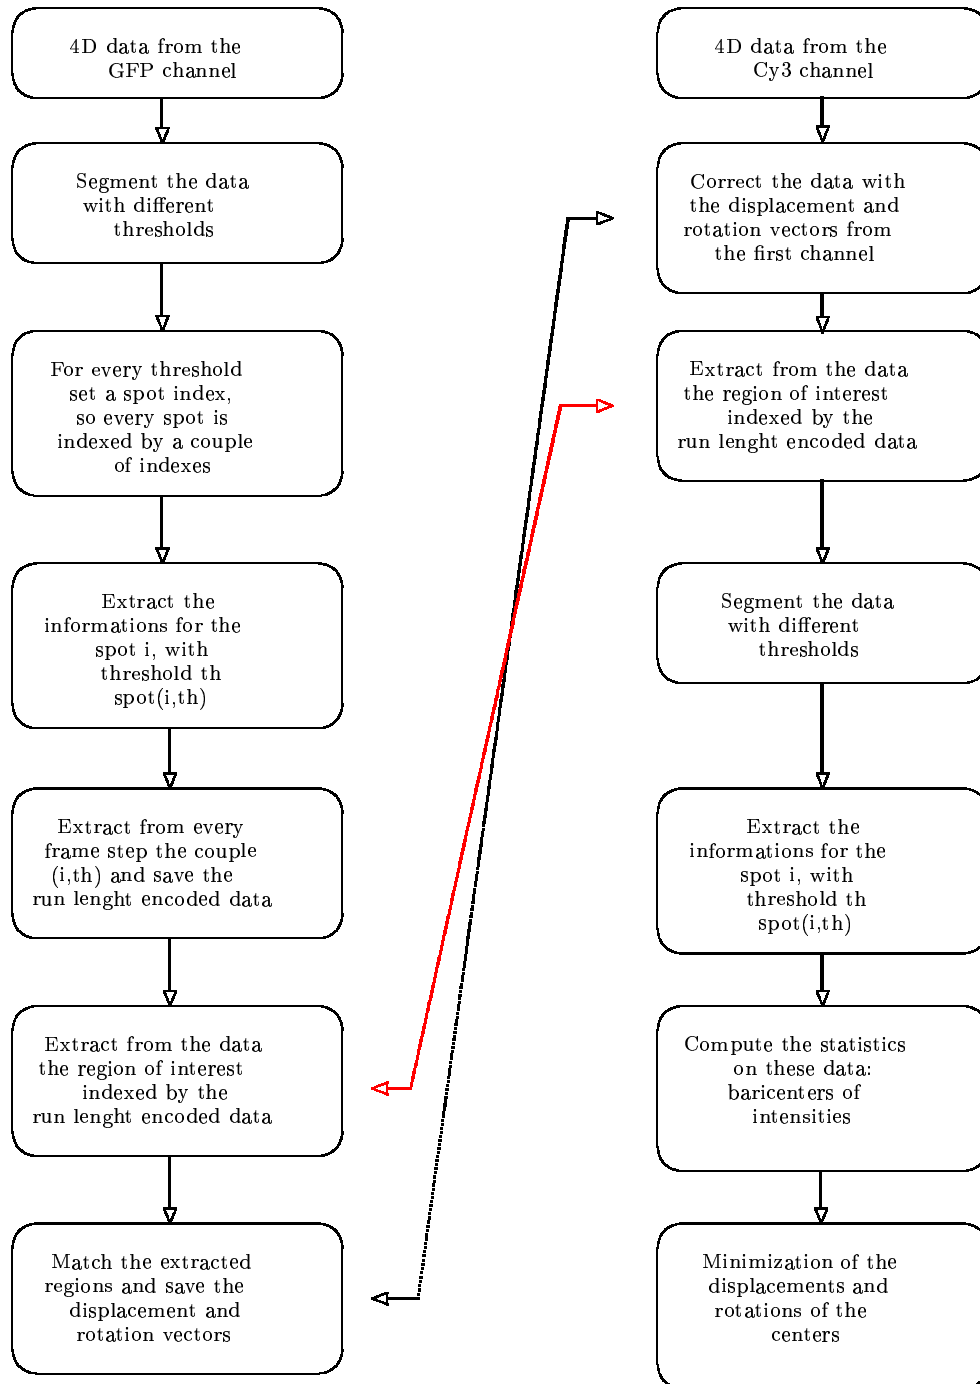 4D data from the
GFP channel
Segment the data
with different
thresholds
For every threshold
set a spot index,
so every spot is
indexed by a couple
of indexes
Extract the
informations for the
spot i, with
threshold th
spot(i,th)
Extract from every
frame step the couple
(i,th) and save the
run lenght encoded data
Extract from the data
the region of interest
indexed by the
run lenght encoded data
Match the extracted
regions and save the
displacement and
rotation vectors
4D data from the
Cy3 channel
Correct the data with
the displacement and
rotation vectors from
the first channel
Extract from the data
the region of interest
indexed by the
run lenght encoded data
Segment the data
with different
thresholds
Extract the
informations for the
spot i, with
threshold th
spot(i,th)
Compute the statistics
on these data:
baricenters of
intensities
Minimization of the
displacements and
rotations of the
centers